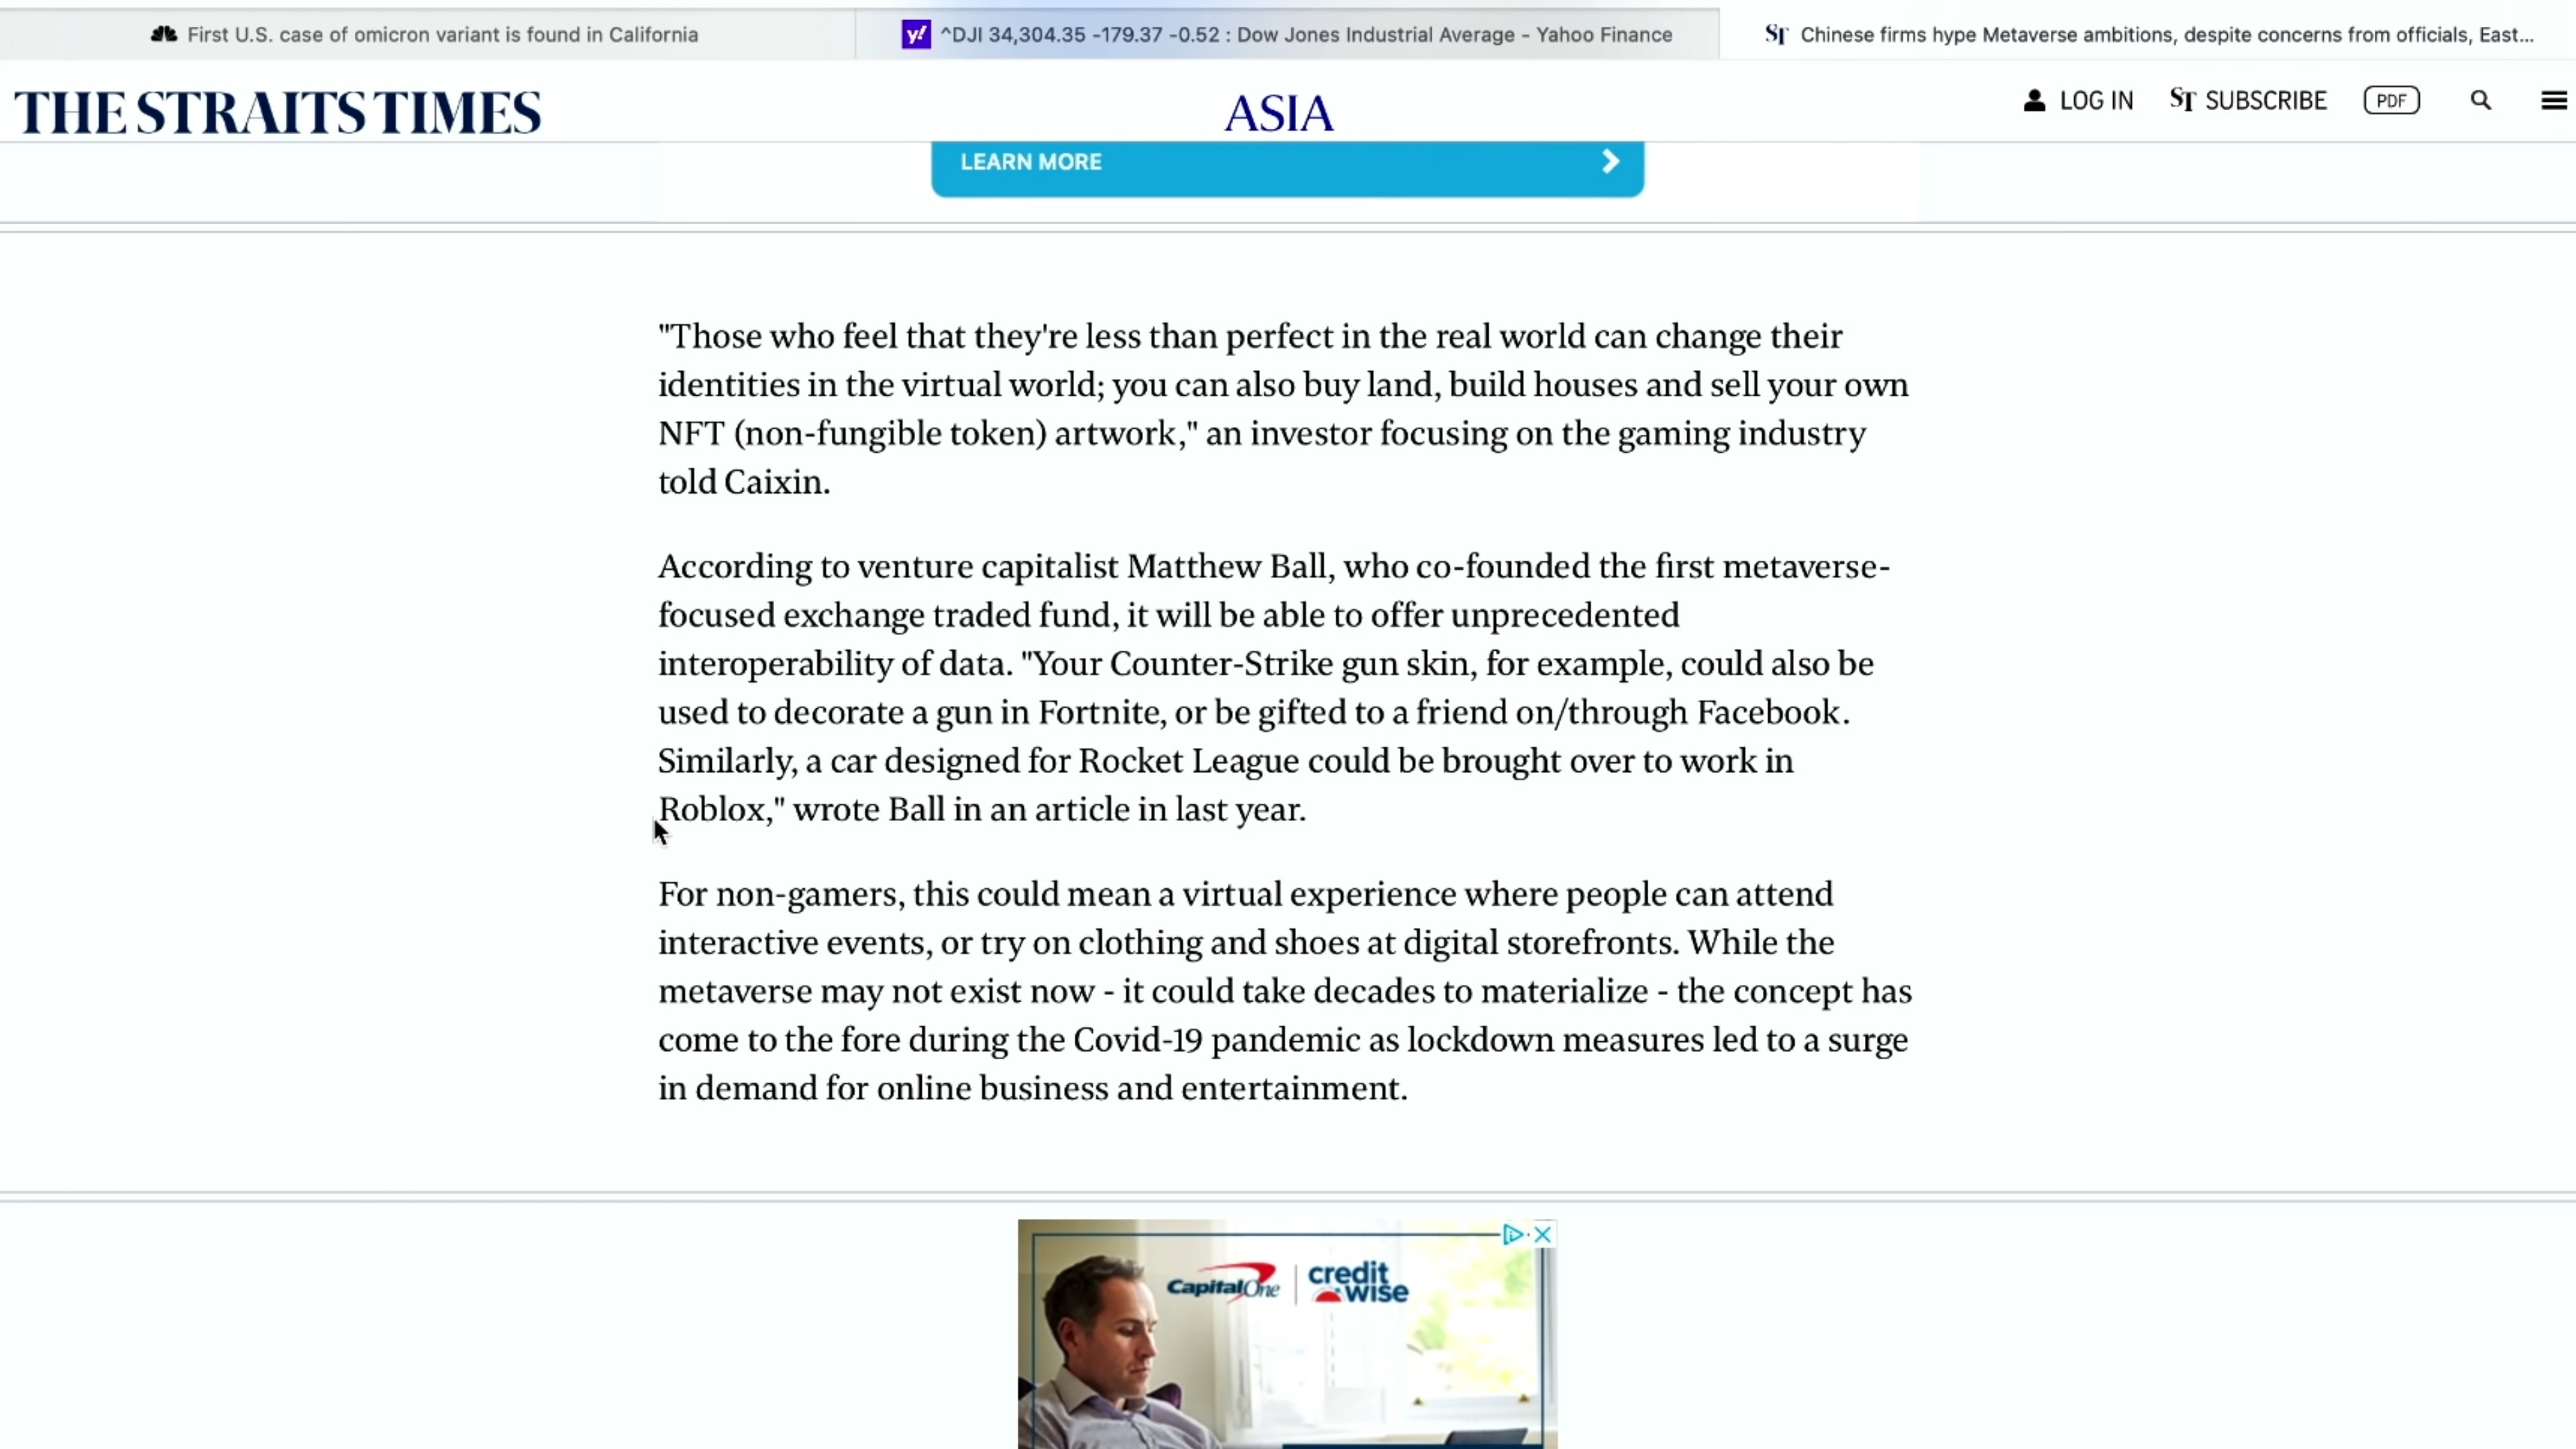 First U.S. case of omicron variant is found in California
y! ^DJI 34,304.35 -179.37 -0.52 : Dow Jones Industrial Average - Yahoo Finance
ST Chinese firms hype Metaverse ambitions, despite concerns from officials, East...
THE STRAITS TIMES
ASIA
LOG IN
ST SUBSCRIBE
PDF
LEARN MORE
"Those who feel that they're less than perfect in the real world can change their
identities in the virtual world; you can also buy land, build houses and sell your own
NFT (non-fungible token) artwork," an investor focusing on the gaming industry
told Caixin.
According to venture capitalist Matthew Ball, who co-founded the first metaverse-
focused exchange traded fund, it will be able to offer unprecedented
interoperability of data. "Your Counter-Strike gun skin, for example, could also be
used to decorate a gun in Fortnite, or be gifted to a friend on/through Facebook.
Similarly, a car designed for Rocket League could be brought over to work in
Roblox," wrote Ball in an article in last year.
For non-gamers, this could mean a virtual experience where people can attend
interactive events, or try on clothing and shoes at digital storefronts. While the
metaverse may not exist now - it could take decades to materialize - the concept has
come to the fore during the Covid-19 pandemic as lockdown measures led to a surge
in demand for online business and entertainment.
Capital One
credit
wise